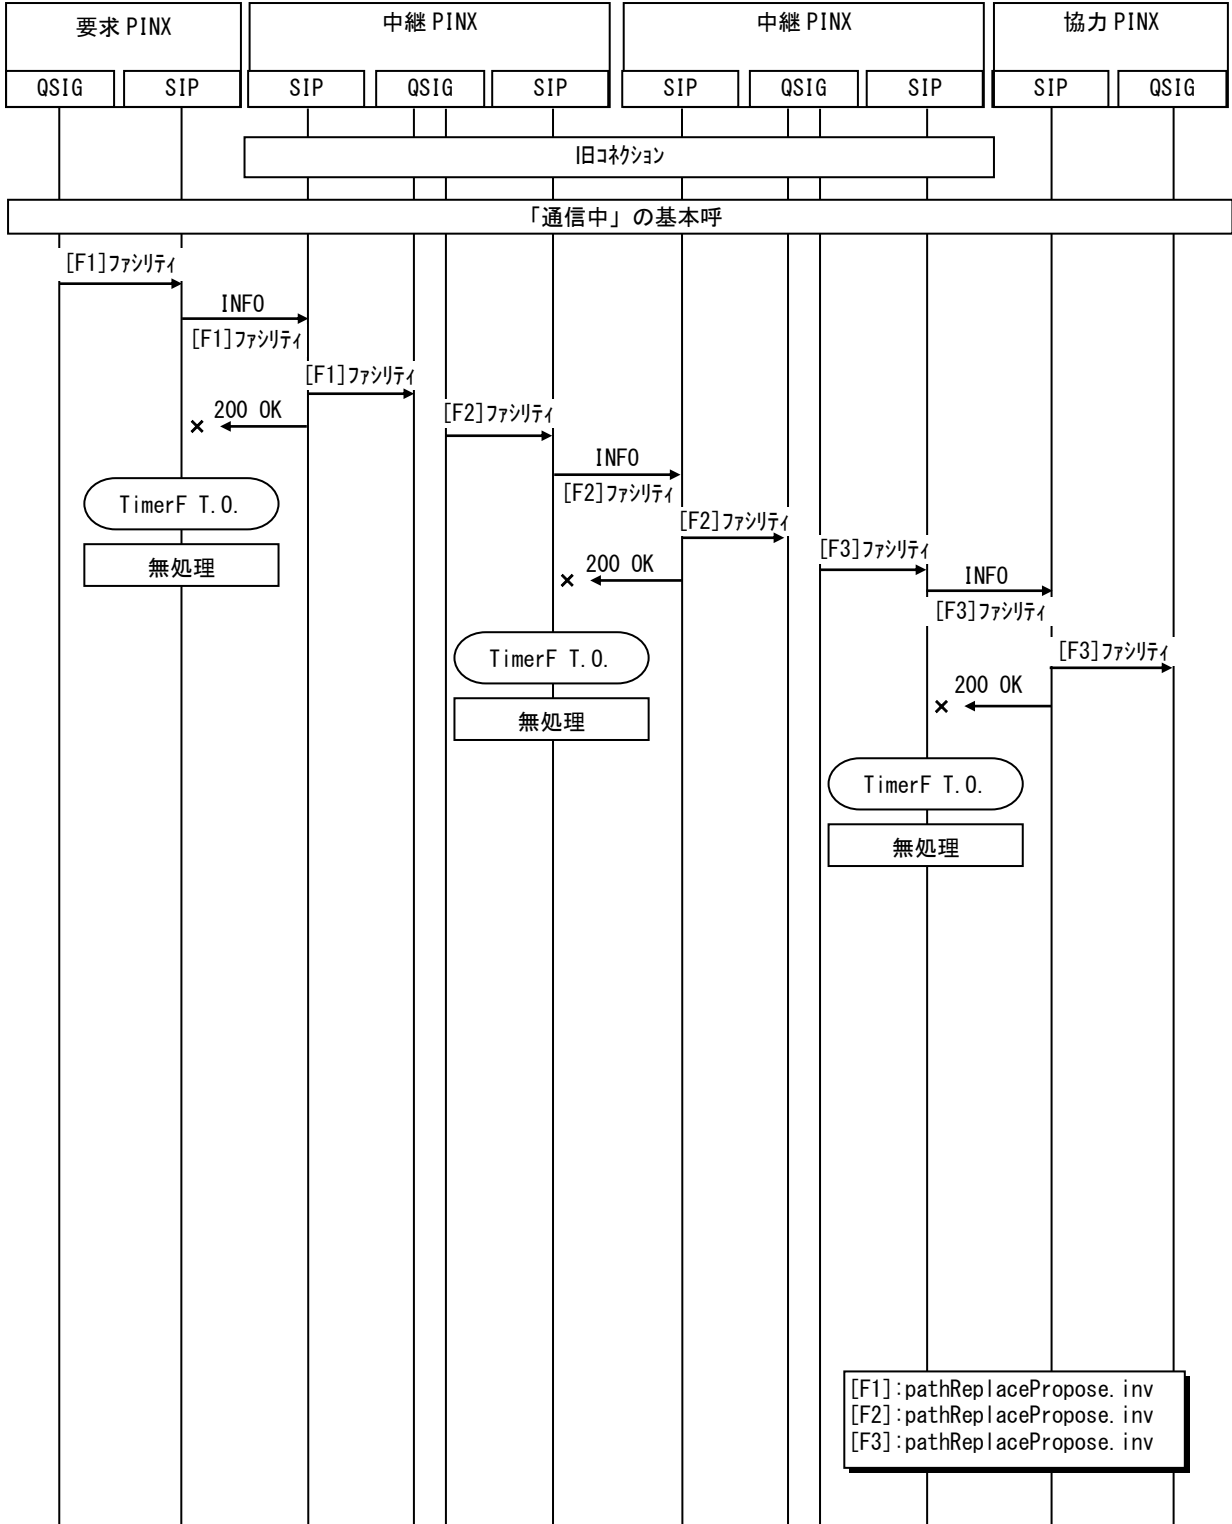 要求 PINX
中継 PINX
中継 PINX
協力 PINX
QSIG
SIP
SIP
QSIG
SIP
SIP
QSIG
SIP
SIP
QSIG
旧ｺﾈｸｼｮﾝ
「通信中」の基本呼
[F1]ﾌｧｼﾘﾃｨ
INFO
[F1]ﾌｧｼﾘﾃｨ
[F1]ﾌｧｼﾘﾃｨ
200 OK
×
[F2]ﾌｧｼﾘﾃｨ
INFO
[F2]ﾌｧｼﾘﾃｨ
TimerF T.O.
[F2]ﾌｧｼﾘﾃｨ
無処理
200 OK
×
[F3]ﾌｧｼﾘﾃｨ
INFO
[F3]ﾌｧｼﾘﾃｨ
TimerF T.O.
[F3]ﾌｧｼﾘﾃｨ
200 OK
×
無処理
TimerF T.O.
無処理
[F1]:pathReplacePropose.inv
[F2]:pathReplacePropose.inv
[F3]:pathReplacePropose.inv